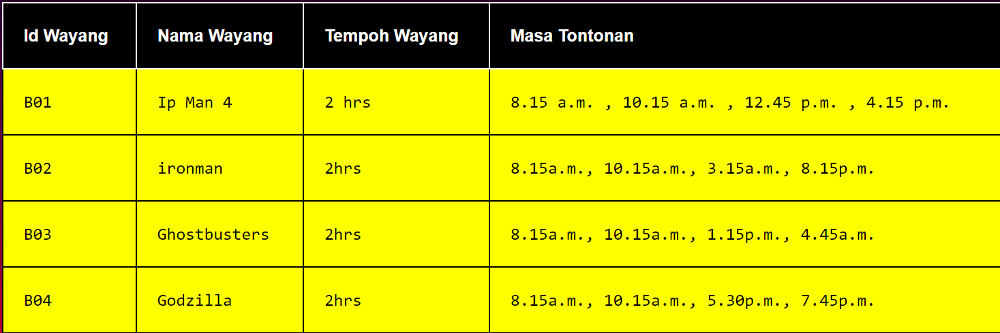 Id Wayang Nama Wayang Tempoh Wayang Masa Tontonan
B01 Ip Man 4 2 hrs 8.15 a.m. , 10.15 a.m. , 12.45 p.m. , 4.15 p.m.
B02 ironman 2hrs 8.15a.m., 10.15a.m., 3.15a.m., 8.15p.m.
B03 Ghostbusters 2hrs 8.15a.m., 10.15a.m., 1.15p.m., 4.45a.m.
B04 Godzilla 2hrs 8.15a.m., 10.15a.m., 5.30p.m., 7.45p.m.